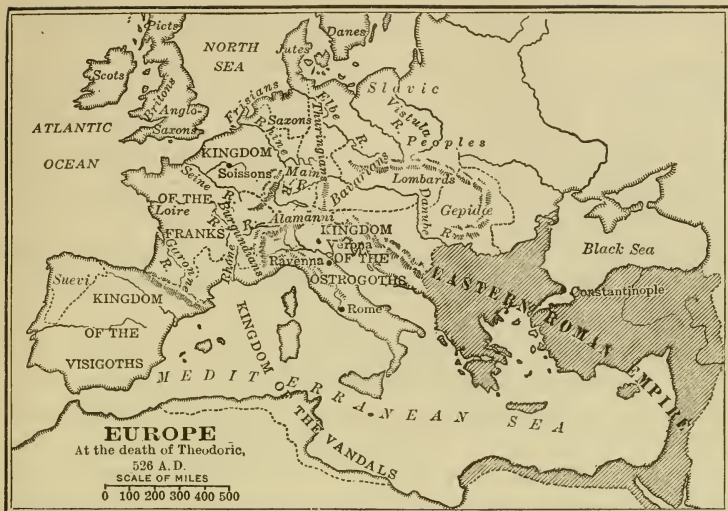 Picts
NORTH
SEA
Danes
Jutes
Scots
Britons
Anglo-
Saxons
ATLANTIC
OCEAN
Frisians
Saxons
Rhine
Elbe
R.
Thuringians
Slavic
Vistula
R.
Peoples
KINGDOM
Soissons
Main
R.
Seine
R.
OF THE
Loire
FRANKS
Burgundians
Garonne
R.
Rhone
R.
Alamanni
Bavarians
Lombards
Danube
R.
Gepidæ
KINGDOM
Verona
OF THE
Ravenna
OSTROGOTHS
Rome
Black Sea
Constantinople
EASTERN ROMAN EMPIRE
Suevi
KINGDOM
OF THE
VISIGOTHS
MEDITERRANEAN SEA
KINGDOM OF THE VANDALS
EUROPE
At the death of Theodoric,
526 A.D.
SCALE OF MILES
0 100 200 300 400 500